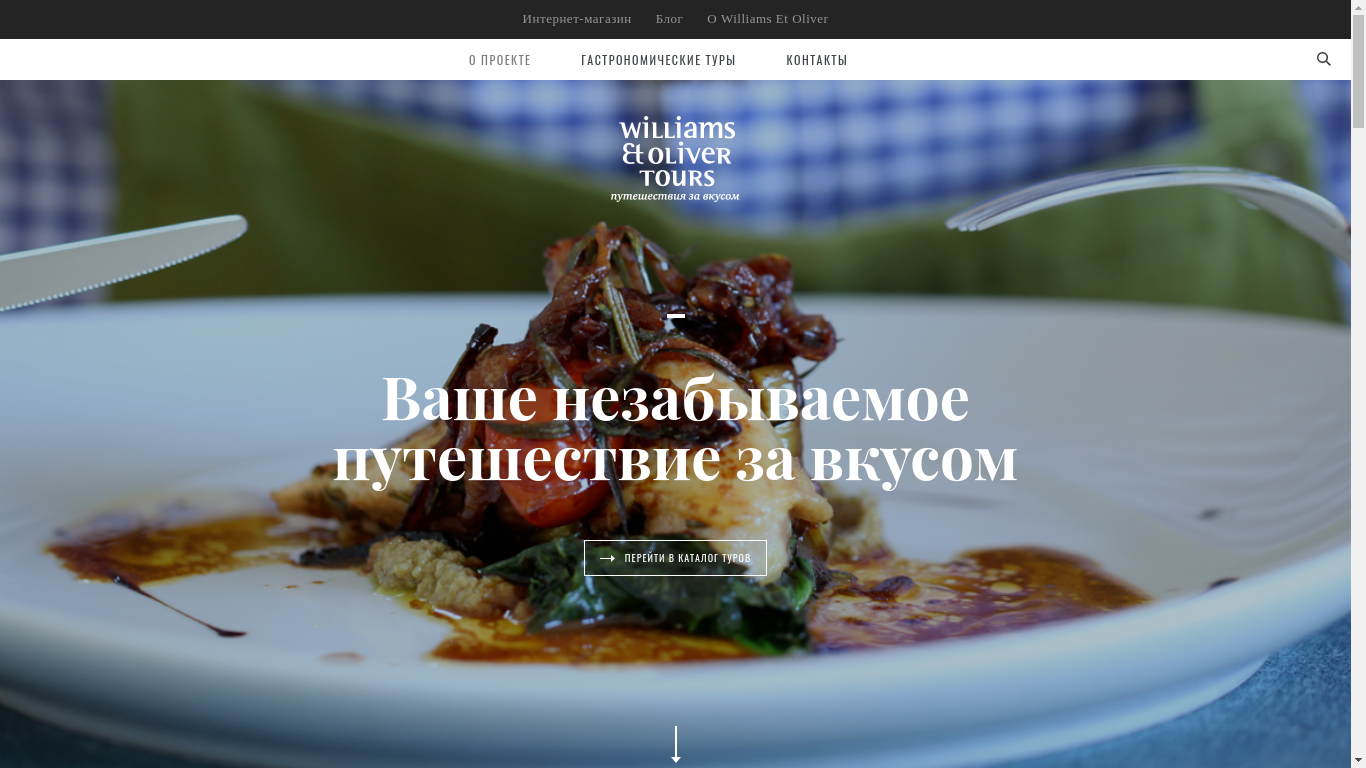 Интернет-магазин Блог О Williams Et Oliver
О ПРОЕКТЕ ГАСТРОНОМИЧЕСКИЕ ТУРЫ КОНТАКТЫ
williams
et oliver
tours
путешествия за вкусом
Ваше незабываемое
путешествие за вкусом
ПЕРЕЙТИ В КАТАЛОГ ТУРОВ